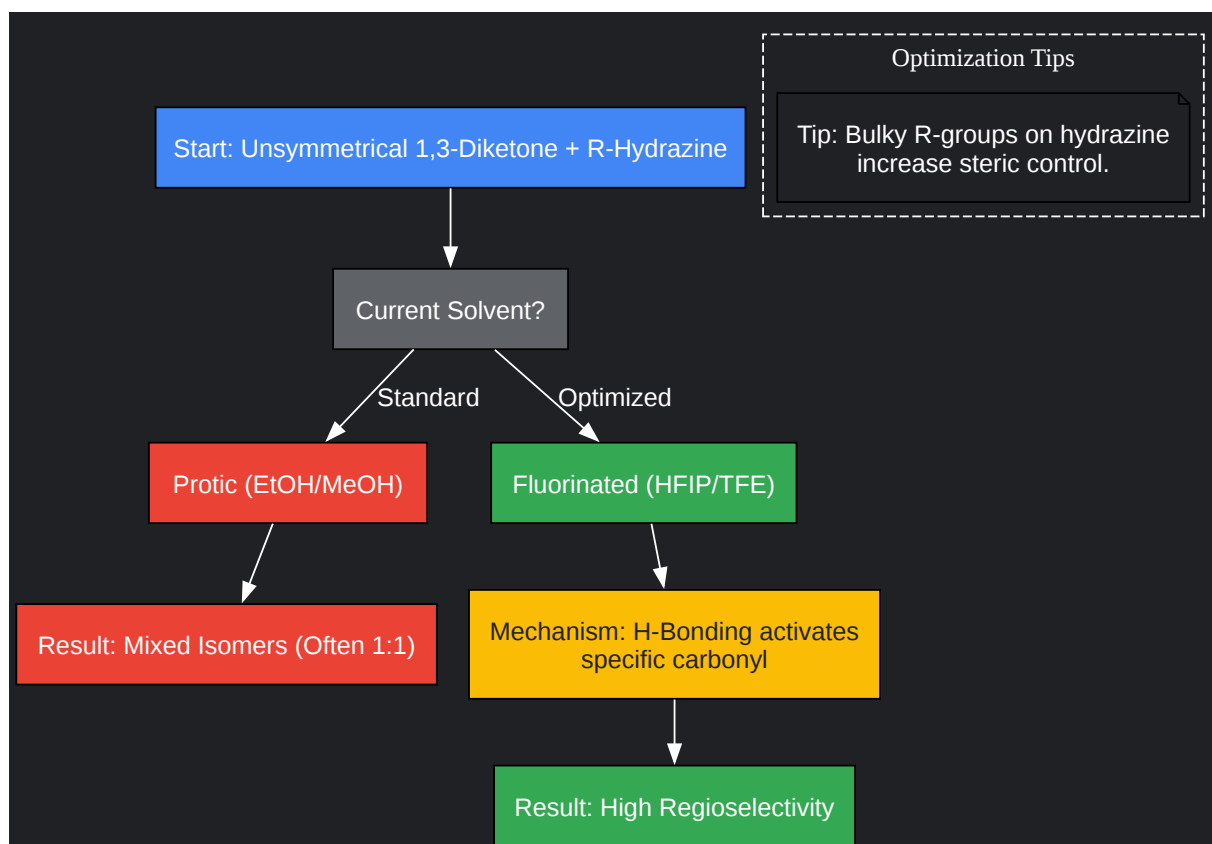 Optimization Tips
Tip: Bulky R-groups on hydrazine
increase steric control.
Start: Unsymmetrical 1,3-Diketone + R-Hydrazine
Current Solvent?
Standard
Optimized
Protic (EtOH/MeOH)
Fluorinated (HFIP/TFE)
Result: Mixed Isomers (Often 1:1)
Mechanism: H-Bonding activates
specific carbonyl
Result: High Regioselectivity